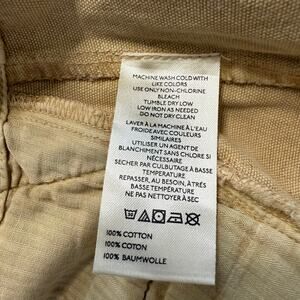 MACHINE WASH COLD WITH
LIKE COLORS
USE ONLY NON-CHLORINE
BLEACH
TUMBLE DRY LOW
LOW IRON AS NEEDED
DO NOT DRY CLEAN
LAVER À LA MACHINE À L'EAU
FROIDE AVEC COULEURS
SIMILAIRES
UTILISER UN AGENT DE
BLANCHIMENT SANS CHLORE SI
NÉCESSAIRE
SÉCHER PAR CULBUTAGE À BASSE
TEMPERATURE
REPASSER, AU BESOIN, À TRÈS
BASSE TEMPÉRATURE
NE PAS NETTOYER À SEC
100% COTTON
100% COTON
100% BAUMWOLLE